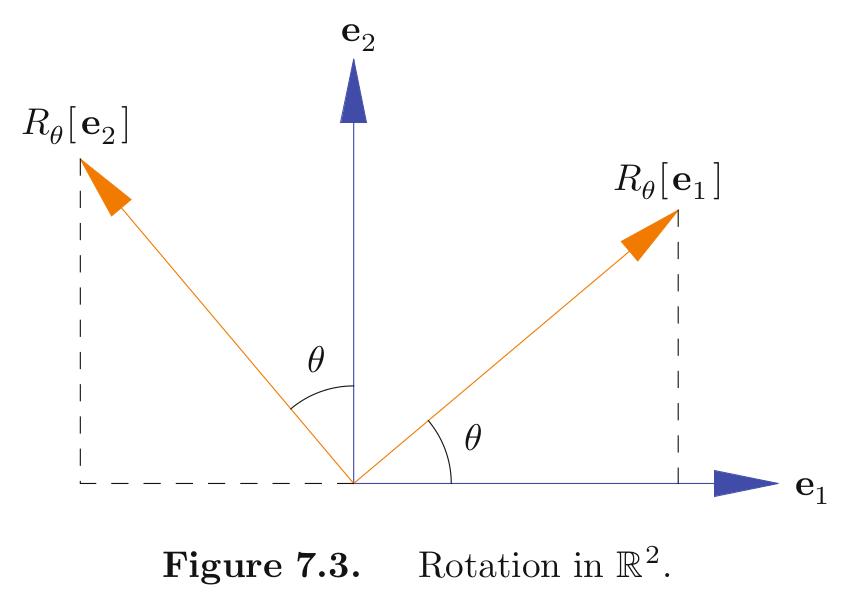 e₂
R_θ[e₂]
R_θ[e₁]
θ
θ
e₁
Figure 7.3. Rotation in ℝ².